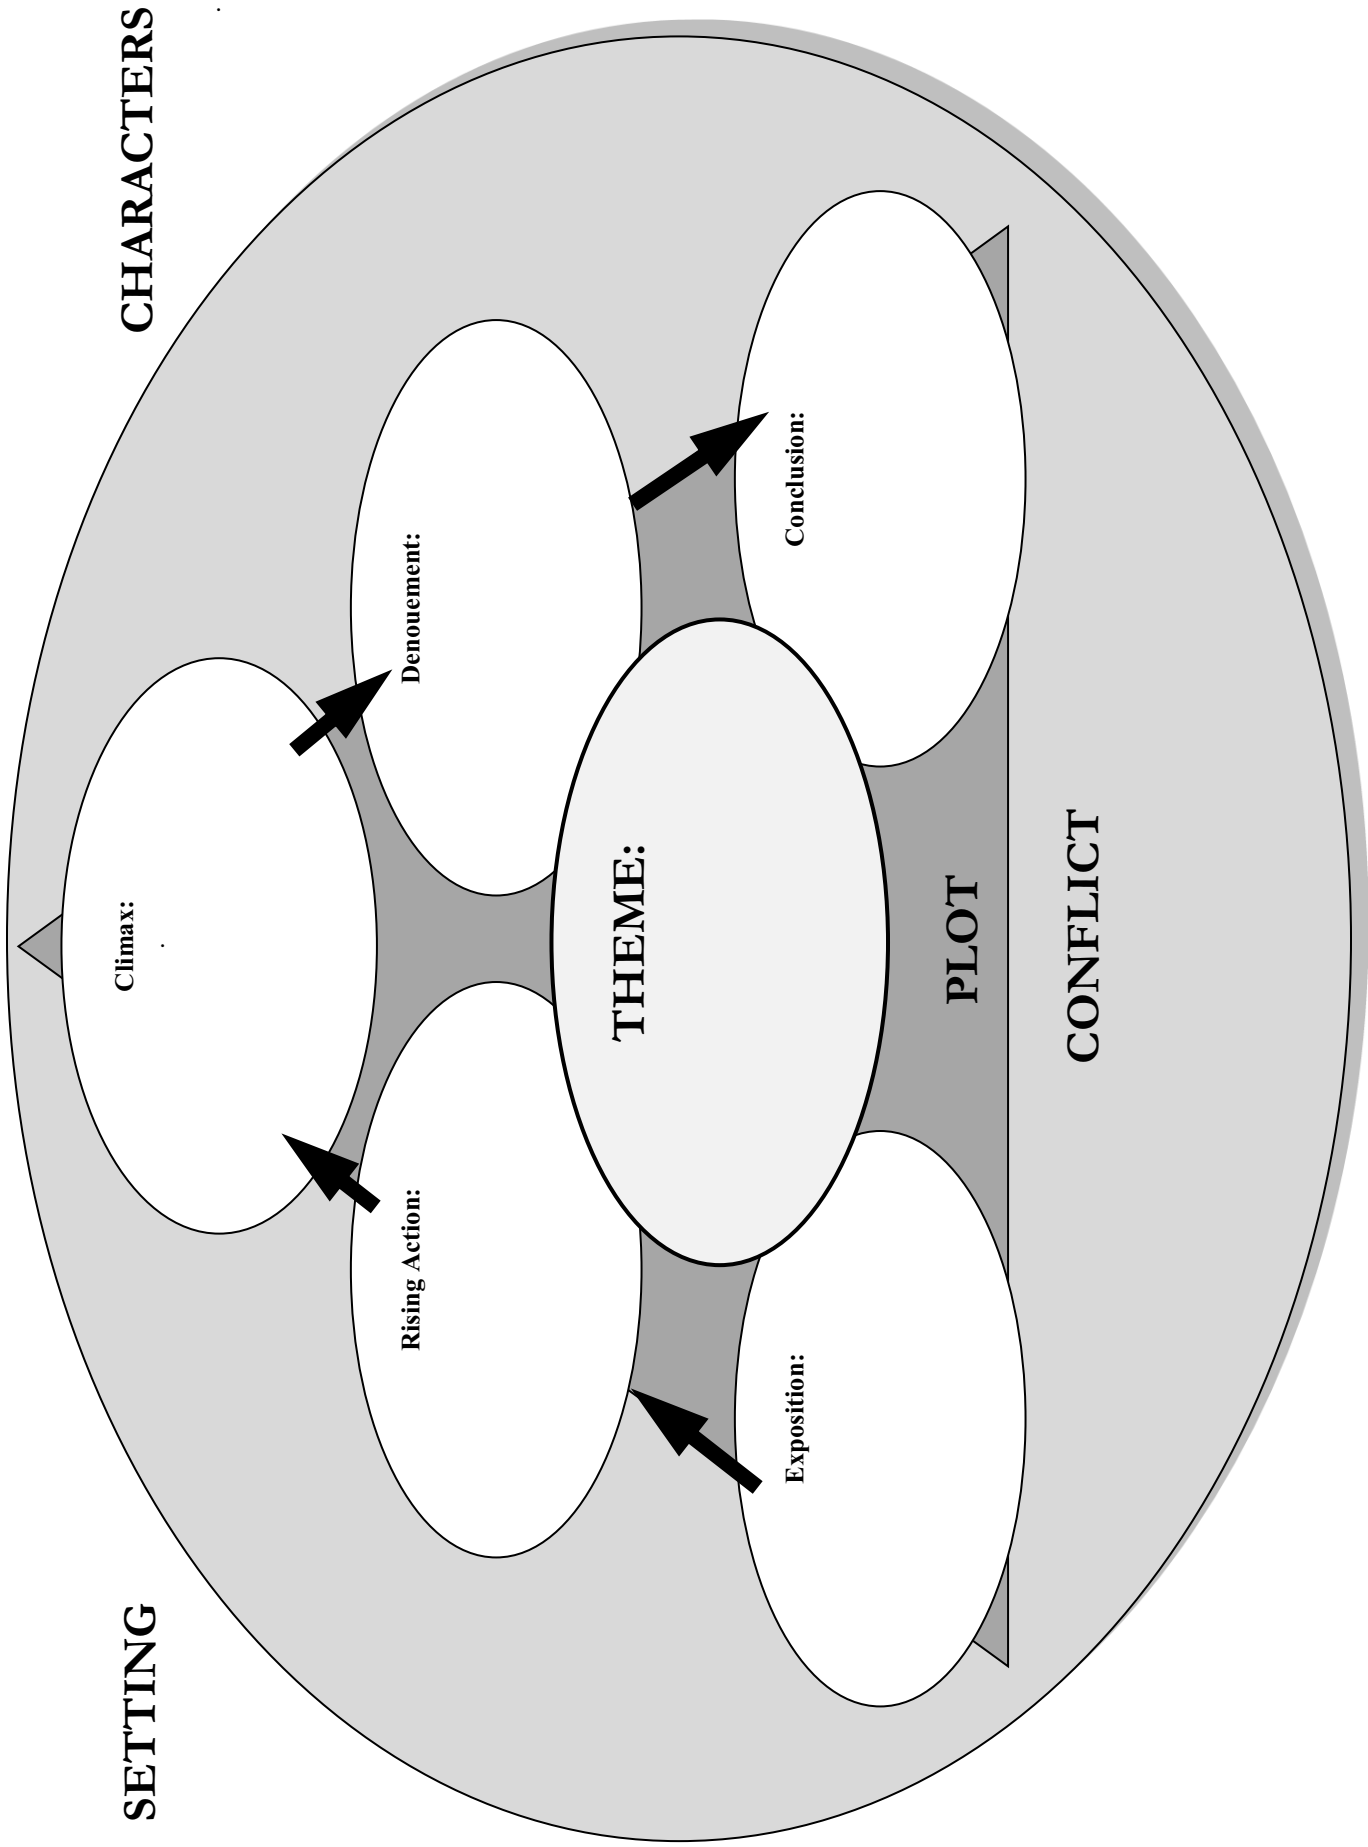 SETTING
CHARACTERS
Climax:
Rising Action:
Denouement:
THEME:
Exposition:
Conclusion:
PLOT
CONFLICT